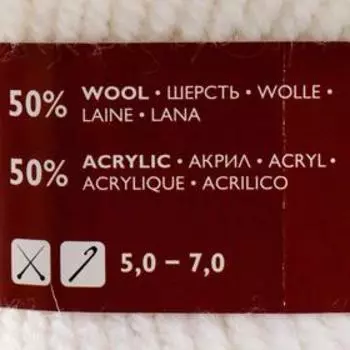 50% WOOL • ШЕРСТЬ • WOLLE •
LAINE • LANA
50% ACRYLIC • АКРИЛ • ACRYL •
ACRYLIQUE • ACRILICO
5,0 – 7,0